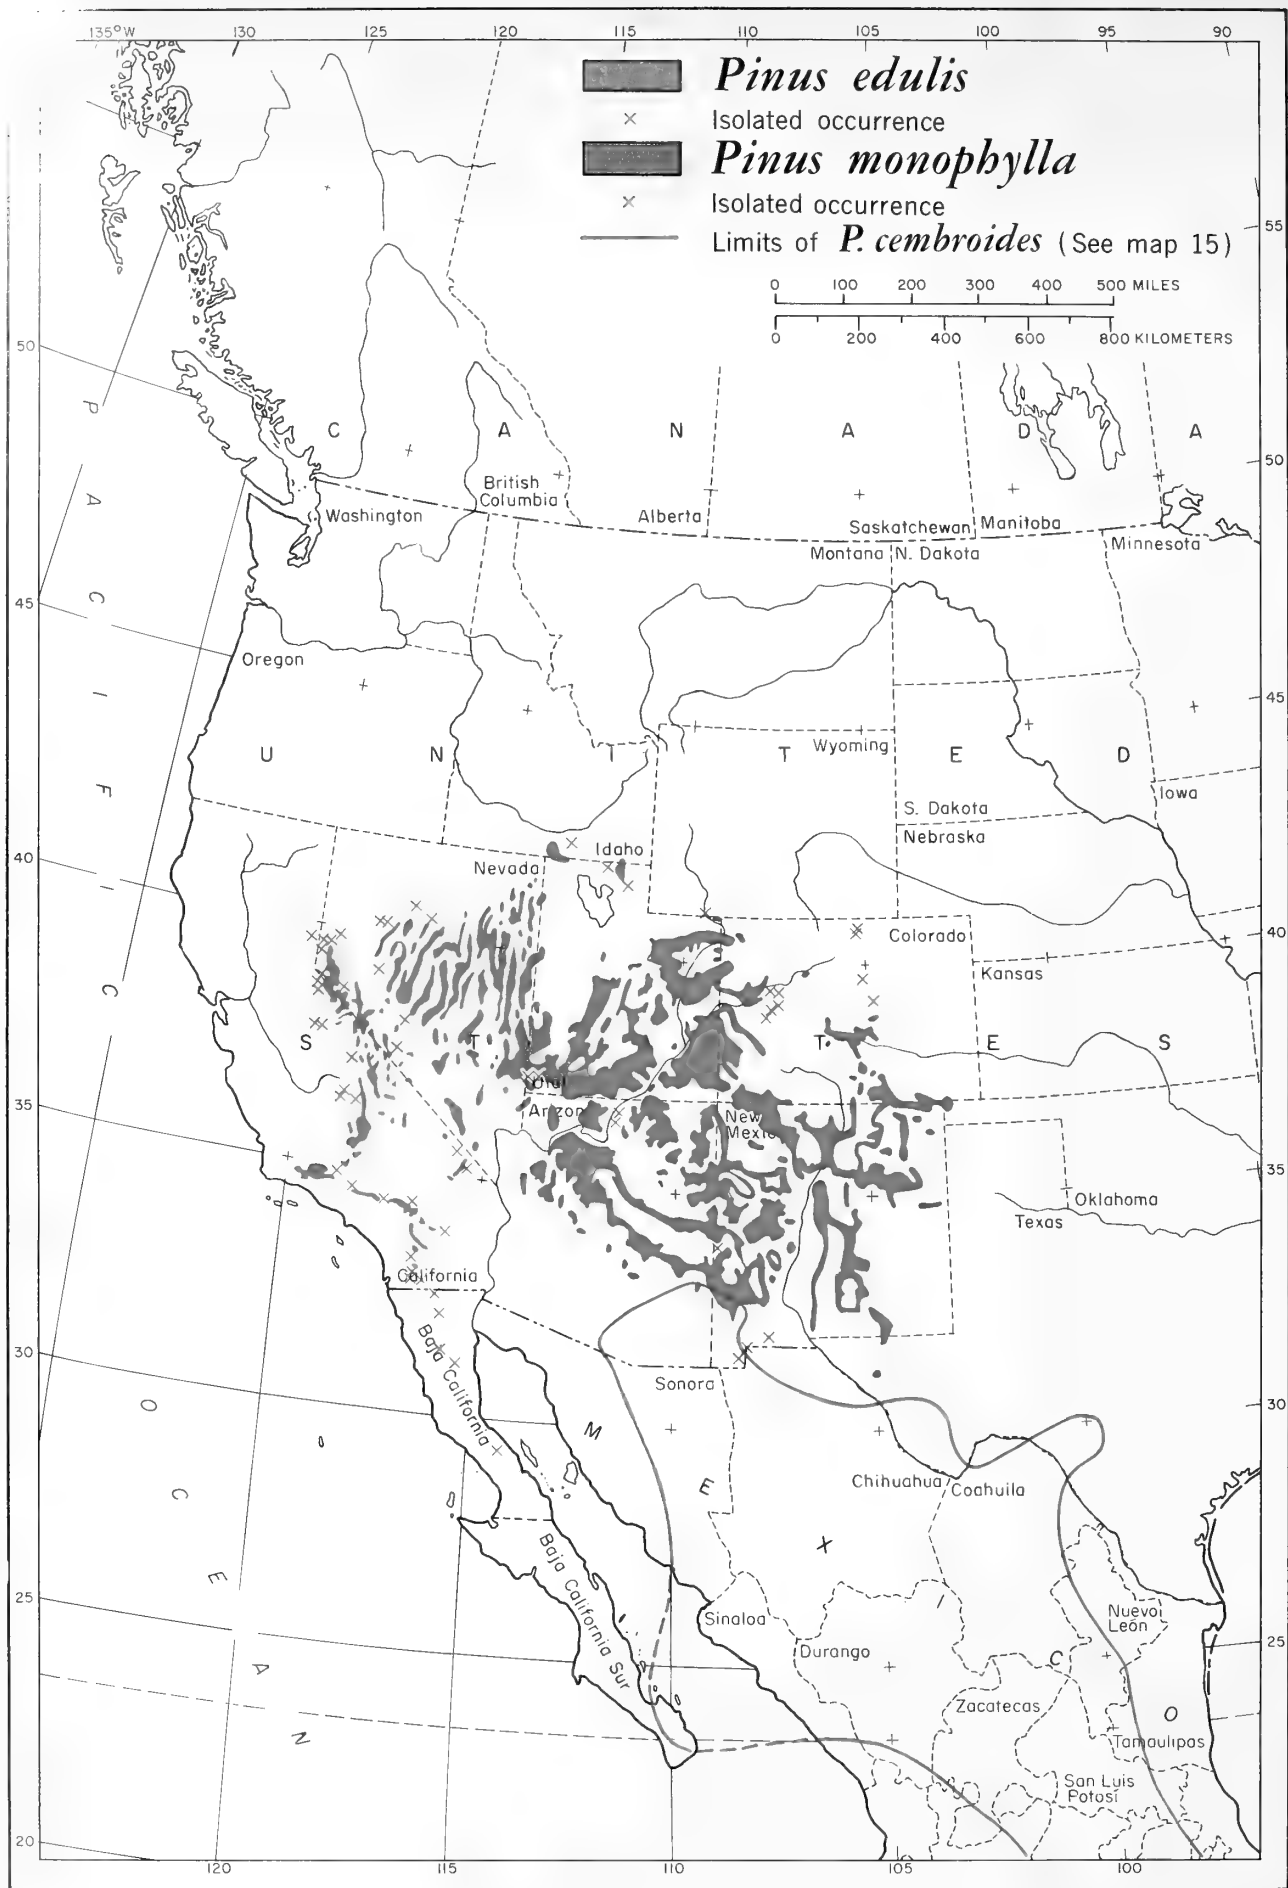 135°W 130 125 120 115 110 105 100 95 90
Pinus edulis
× Isolated occurrence
Pinus monophylla
× Isolated occurrence
Limits of P. cembroides (See map 15)
0 100 200 300 400 500 MILES
0 200 400 600 800 KILOMETERS
55
50
50
C A N A D A
British
Columbia
Alberta
Saskatchewan
Manitoba
Washington
Montana
N. Dakota
Minnesota
45
45
Oregon
Wyoming
U N I T E D
S. Dakota
Iowa
Nebraska
Idaho
Nevada
40
40
Colorado
Kansas
S T T E S
Utah
Arizon
New
Mexic
35
35
Oklahoma
Texas
California
Baja California
30
30
Sonora
M E X I C O
Chihuahua
Coahuila
Baja California Sur
25
25
Sinaloa
Durango
Nuevo
León
Zacatecas
Tamaulipas
San Luis
Potosí
PACIFIC
OCEAN
20
120 115 110 105 100